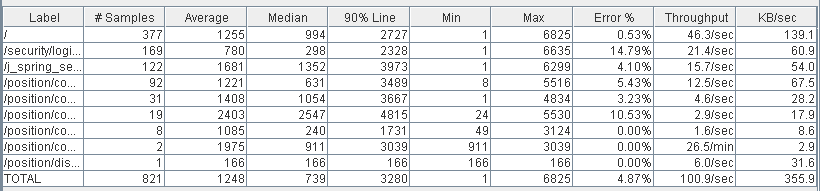 Label # Samples Average Median 90% Line Min Max Error % Throughput KB/sec
/ 377 1255 994 2727 1 6825 0.53% 46.3/sec 139.1
/security/logi... 169 780 298 2328 1 6635 14.79% 21.4/sec 60.9
/j_spring_se... 122 1681 1352 3973 1 6299 4.10% 15.7/sec 54.0
/position/co... 92 1221 631 3489 8 5516 5.43% 12.5/sec 67.5
/position/co... 31 1408 1054 3667 1 4834 3.23% 4.6/sec 28.2
/position/co... 19 2403 2547 4815 24 5530 10.53% 2.9/sec 17.9
/position/co... 8 1085 240 1731 49 3124 0.00% 1.6/sec 8.6
/position/co... 2 1975 911 3039 911 3039 0.00% 26.5/min 2.9
/position/dis... 1 166 166 166 166 166 0.00% 6.0/sec 31.6
TOTAL 821 1248 739 3280 1 6825 4.87% 100.9/sec 355.9